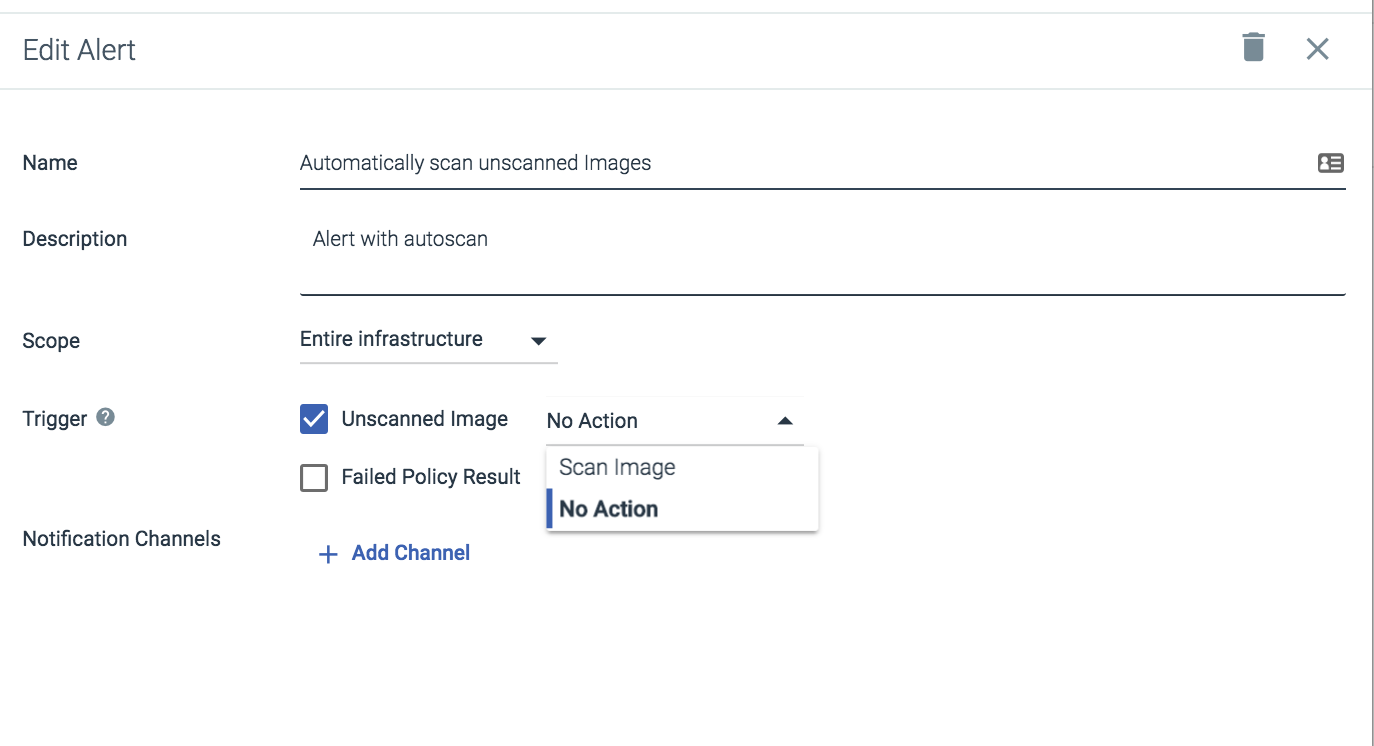 Edit Alert
Name
Automatically scan unscanned Images
Description
Alert with autoscan
Scope
Entire infrastructure
Trigger ?
Unscanned Image
No Action
Failed Policy Result
Scan Image
No Action
Notification Channels
+ Add Channel